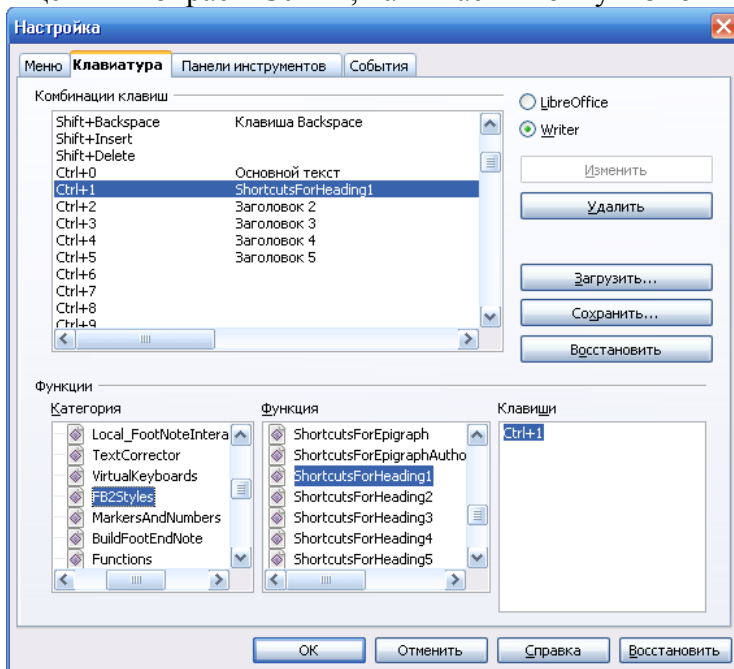 Настройка
Меню Клавиатура Панели инструментов События
Комбинации клавиш
Shift+Backspace Клавиша Backspace
Shift+Insert
Shift+Delete
Ctrl+0 Основной текст
Ctrl+1 ShortcutsForHeading1
Ctrl+2 Заголовок 2
Ctrl+3 Заголовок 3
Ctrl+4 Заголовок 4
Ctrl+5 Заголовок 5
Ctrl+6
Ctrl+7
Ctrl+8
Ctrl+9
LibreOffice
Writer
Изменить
Удалить
Загрузить...
Сохранить...
Восстановить
Функции
Категория
Local_FootNoteIntera
TextCorrector
VirtualKeyboards
FB2Styles
MarkersAndNumbers
BuildFootEndNote
Functions
Функция
ShortcutsForEpigraph
ShortcutsForEpigraphAutho
ShortcutsForHeading1
ShortcutsForHeading2
ShortcutsForHeading3
ShortcutsForHeading4
ShortcutsForHeading5
Клавиши
Ctrl+1
OK Отменить Справка Восстановить